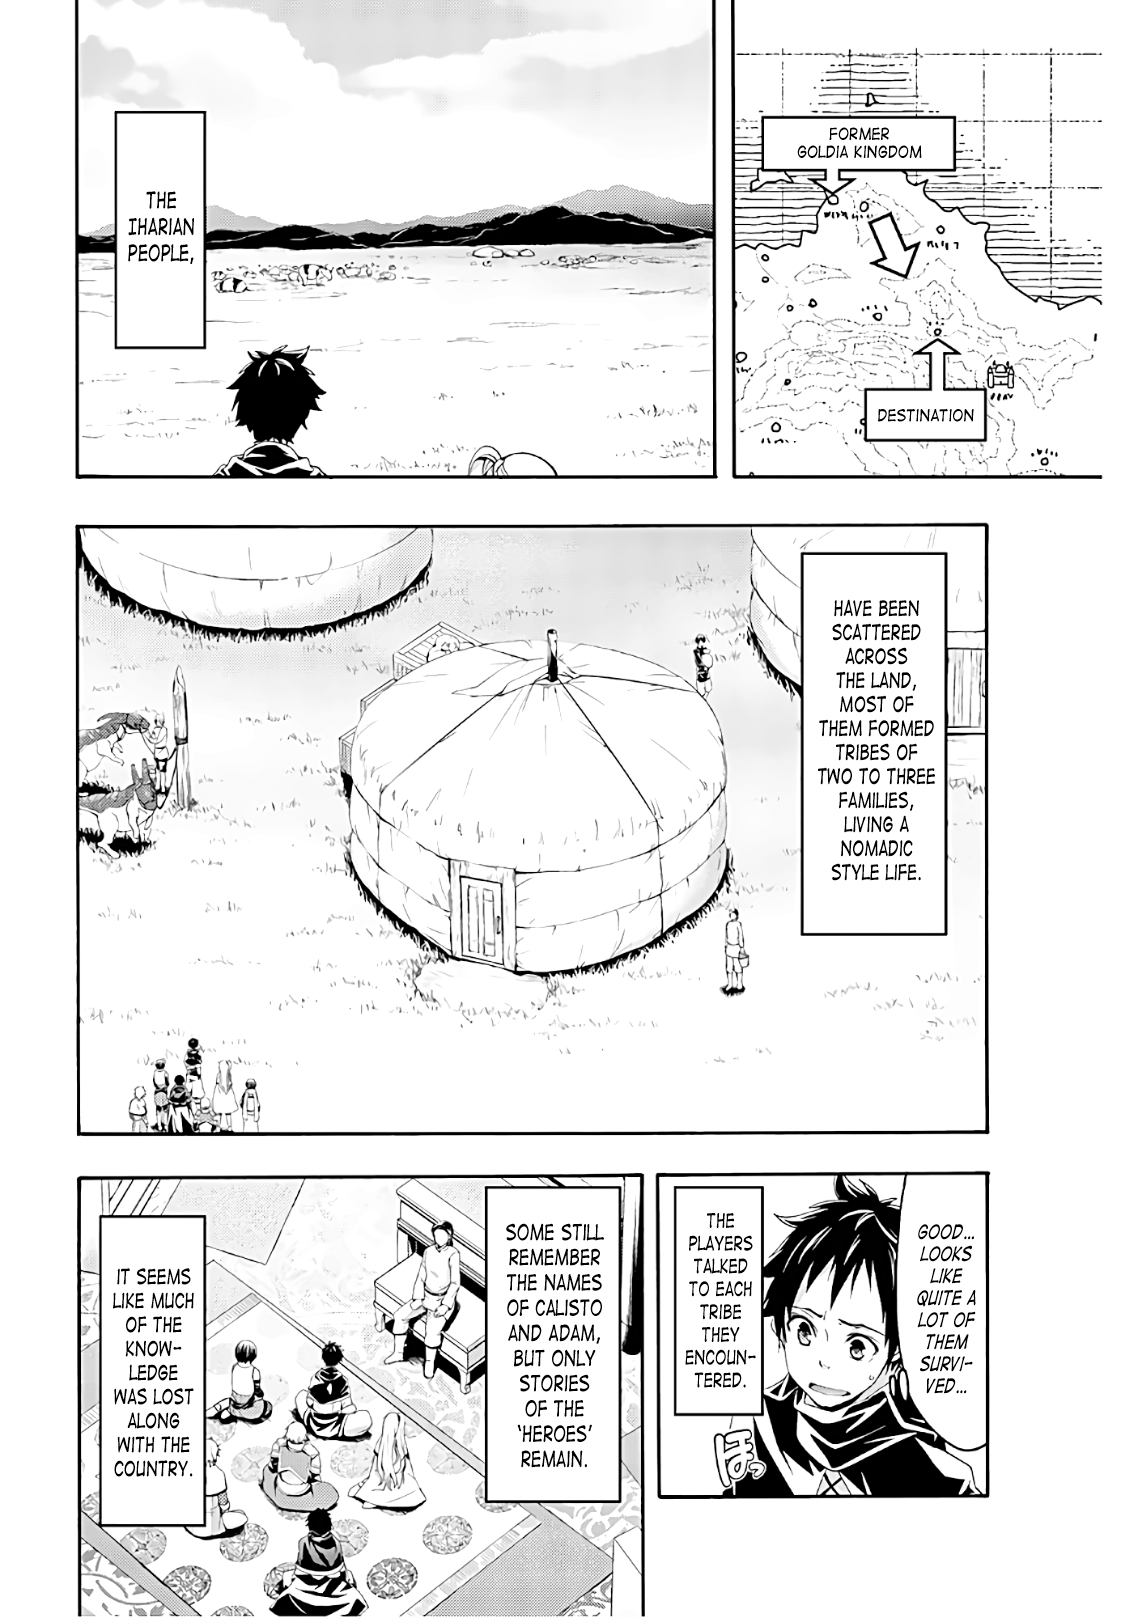 FORMER
GOLDIA KINGDOM
DESTINATION
THE
IHARIAN
PEOPLE,
HAVE BEEN
SCATTERED
ACROSS
THE LAND,
MOST OF
THEM FORMED
TRIBES OF
TWO TO THREE
FAMILIES,
LIVING A
NOMADIC
STYLE LIFE.
GOOD...
LOOKS
LIKE
QUITE A
LOT OF
THEM
SURVI-
VED...
THE
PLAYERS
TALKED
TO EACH
TRIBE
THEY
ENCOUN-
TERED.
ほっ
SOME STILL
REMEMBER
THE NAMES
OF CALISTO
AND ADAM,
BUT ONLY
STORIES
OF THE
'HEROES'
REMAIN.
IT SEEMS
LIKE MUCH
OF THE
KNOW-
LEDGE
WAS LOST
ALONG
WITH THE
COUNTRY.